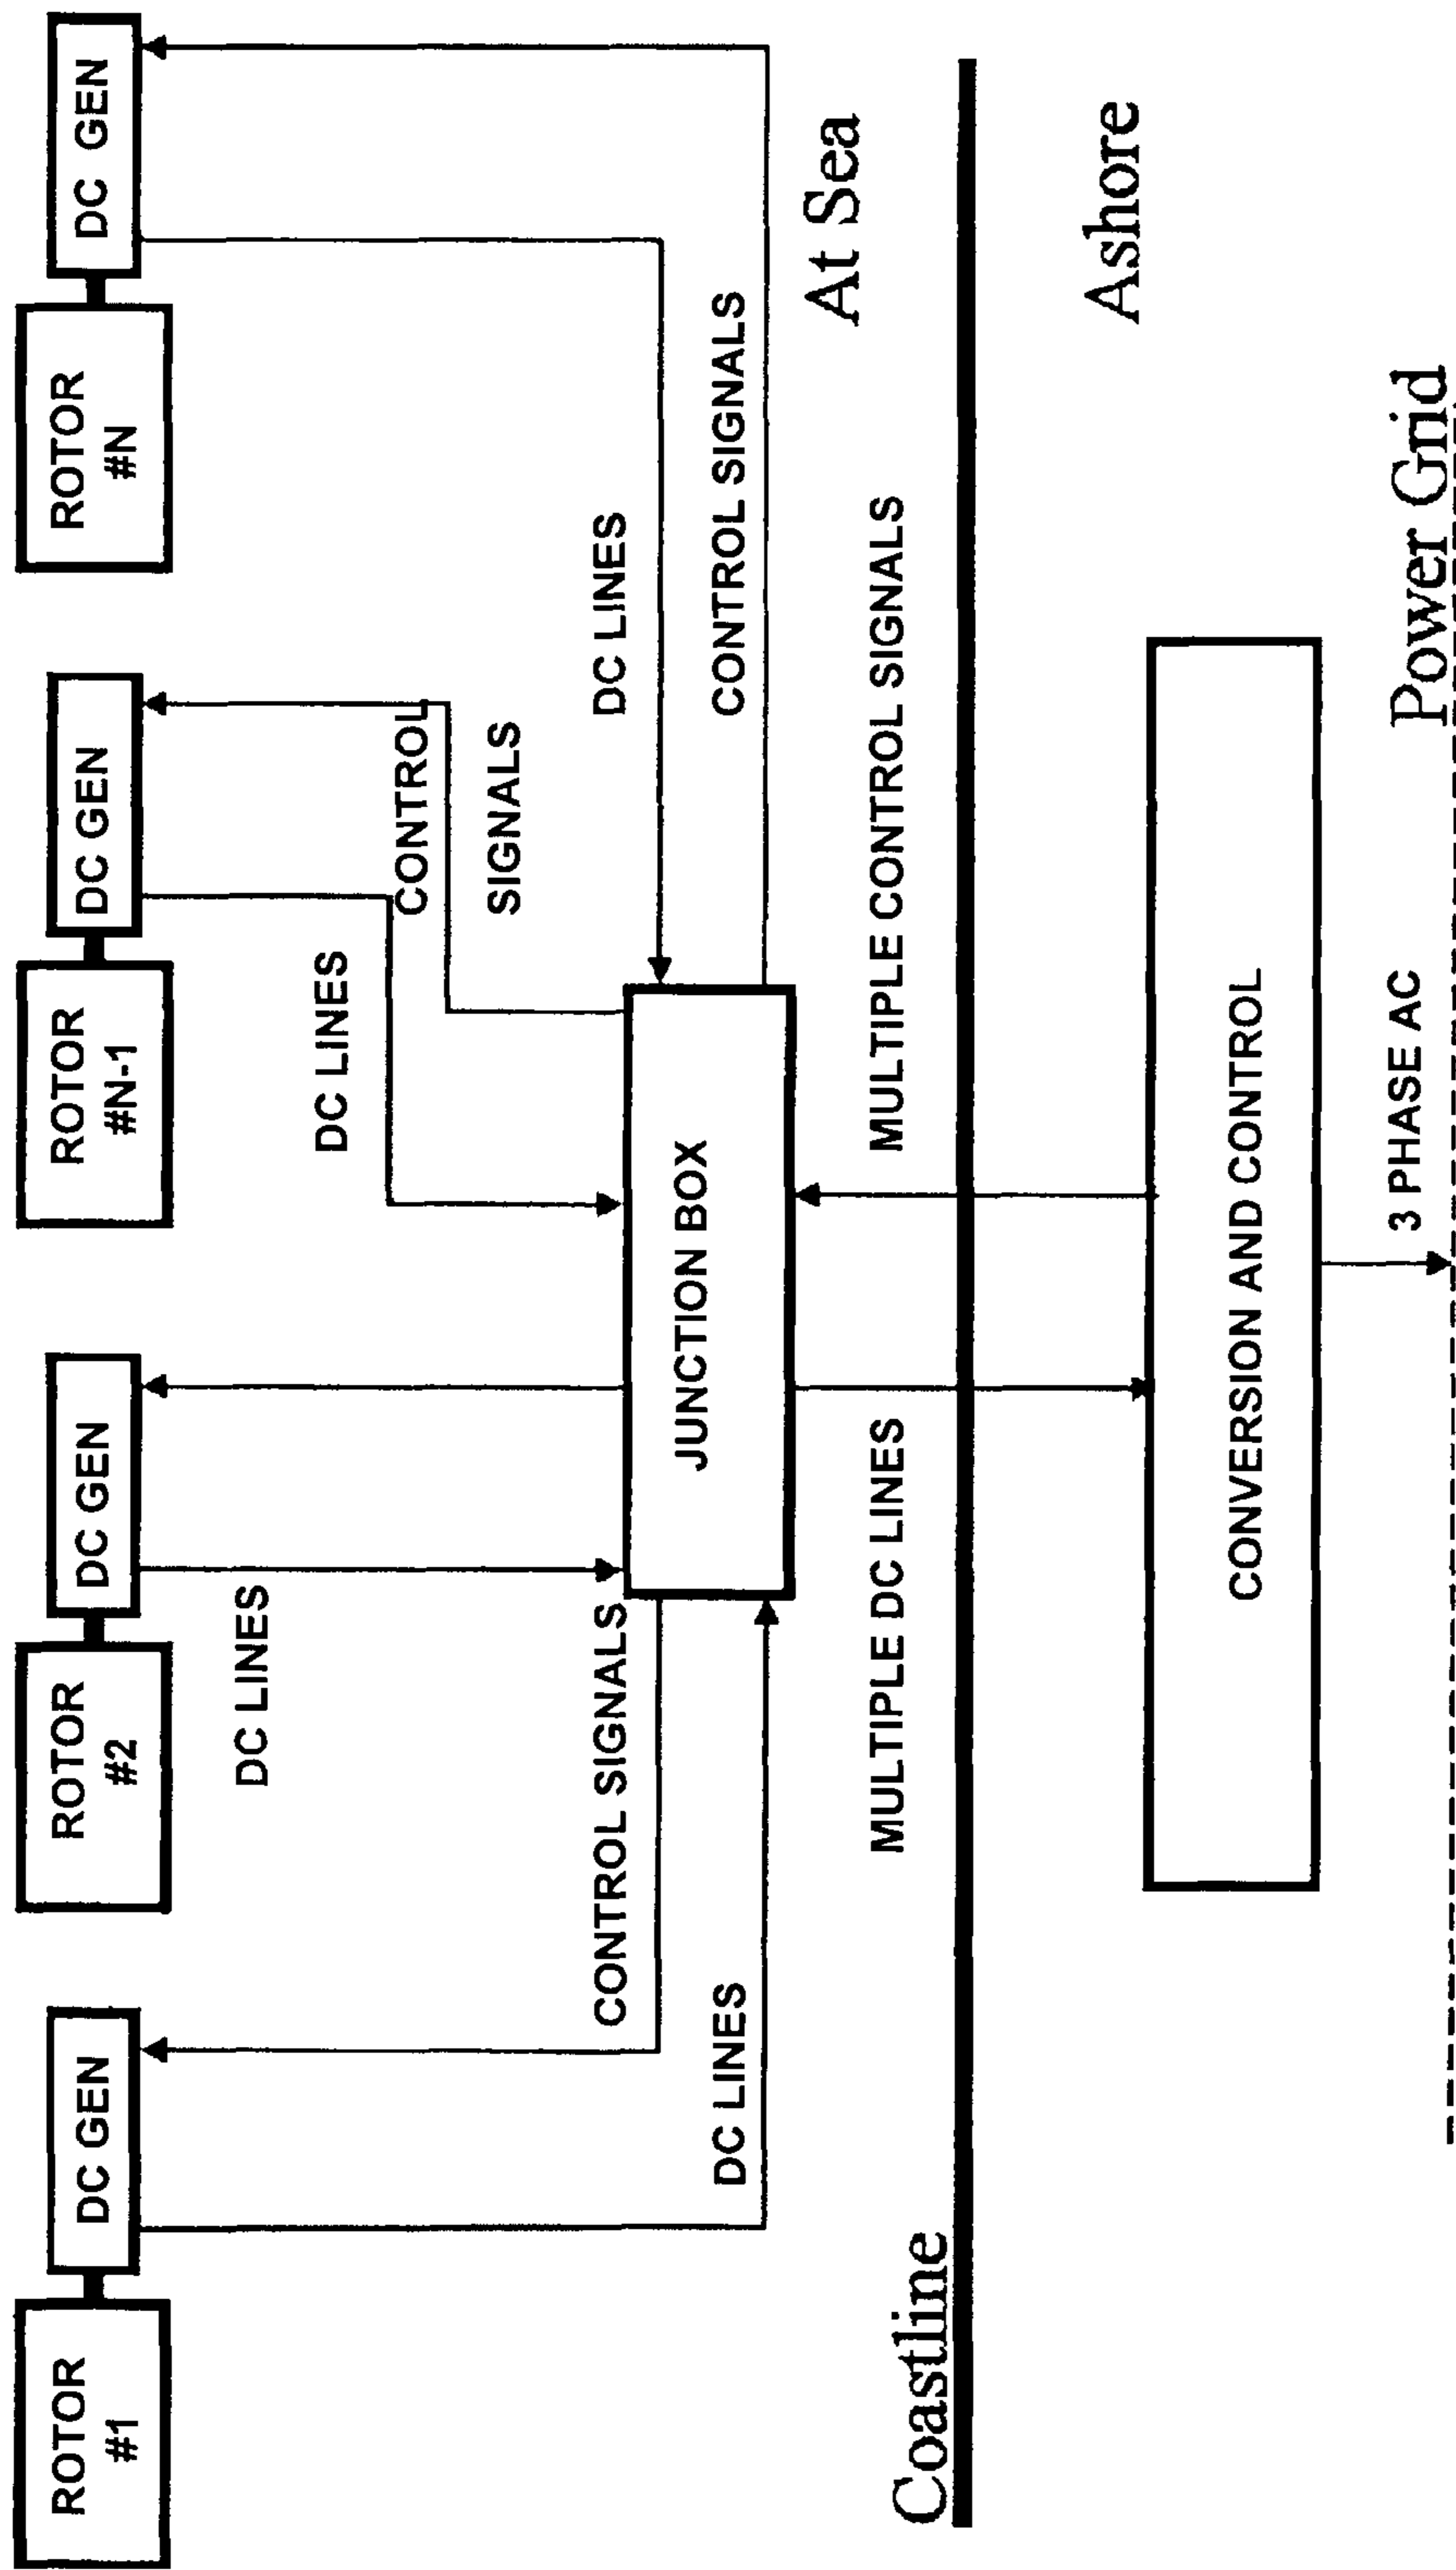 ROTOR
#1
DC GEN
ROTOR
#2
DC GEN
ROTOR
#N-1
DC GEN
ROTOR
#N
DC GEN
DC LINES
DC LINES
CONTROL
SIGNALS
CONTROL SIGNALS
DC LINES
DC LINES
CONTROL SIGNALS
JUNCTION BOX
At Sea
MULTIPLE DC LINES
MULTIPLE CONTROL SIGNALS
Coastline
Ashore
CONVERSION AND CONTROL
3 PHASE AC
Power Grid